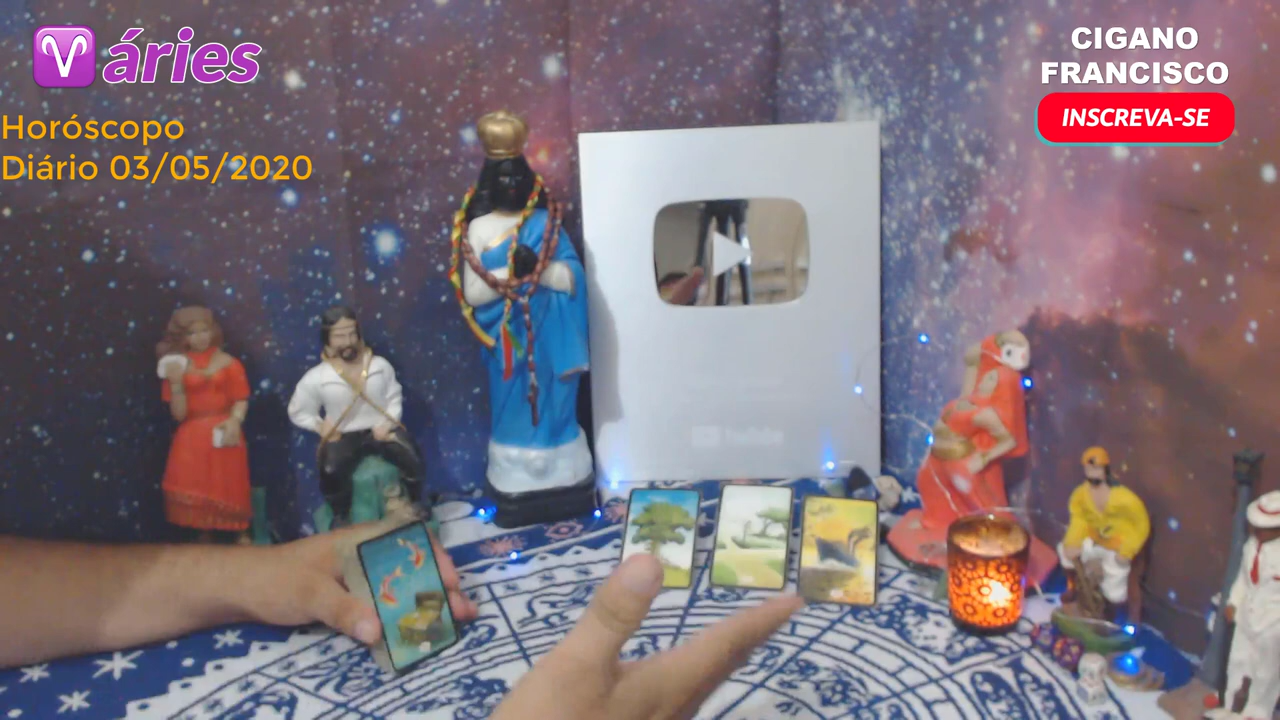 ♈ áries
Horóscopo
Diário 03/05/2020
CIGANO
FRANCISCO
INSCREVA-SE